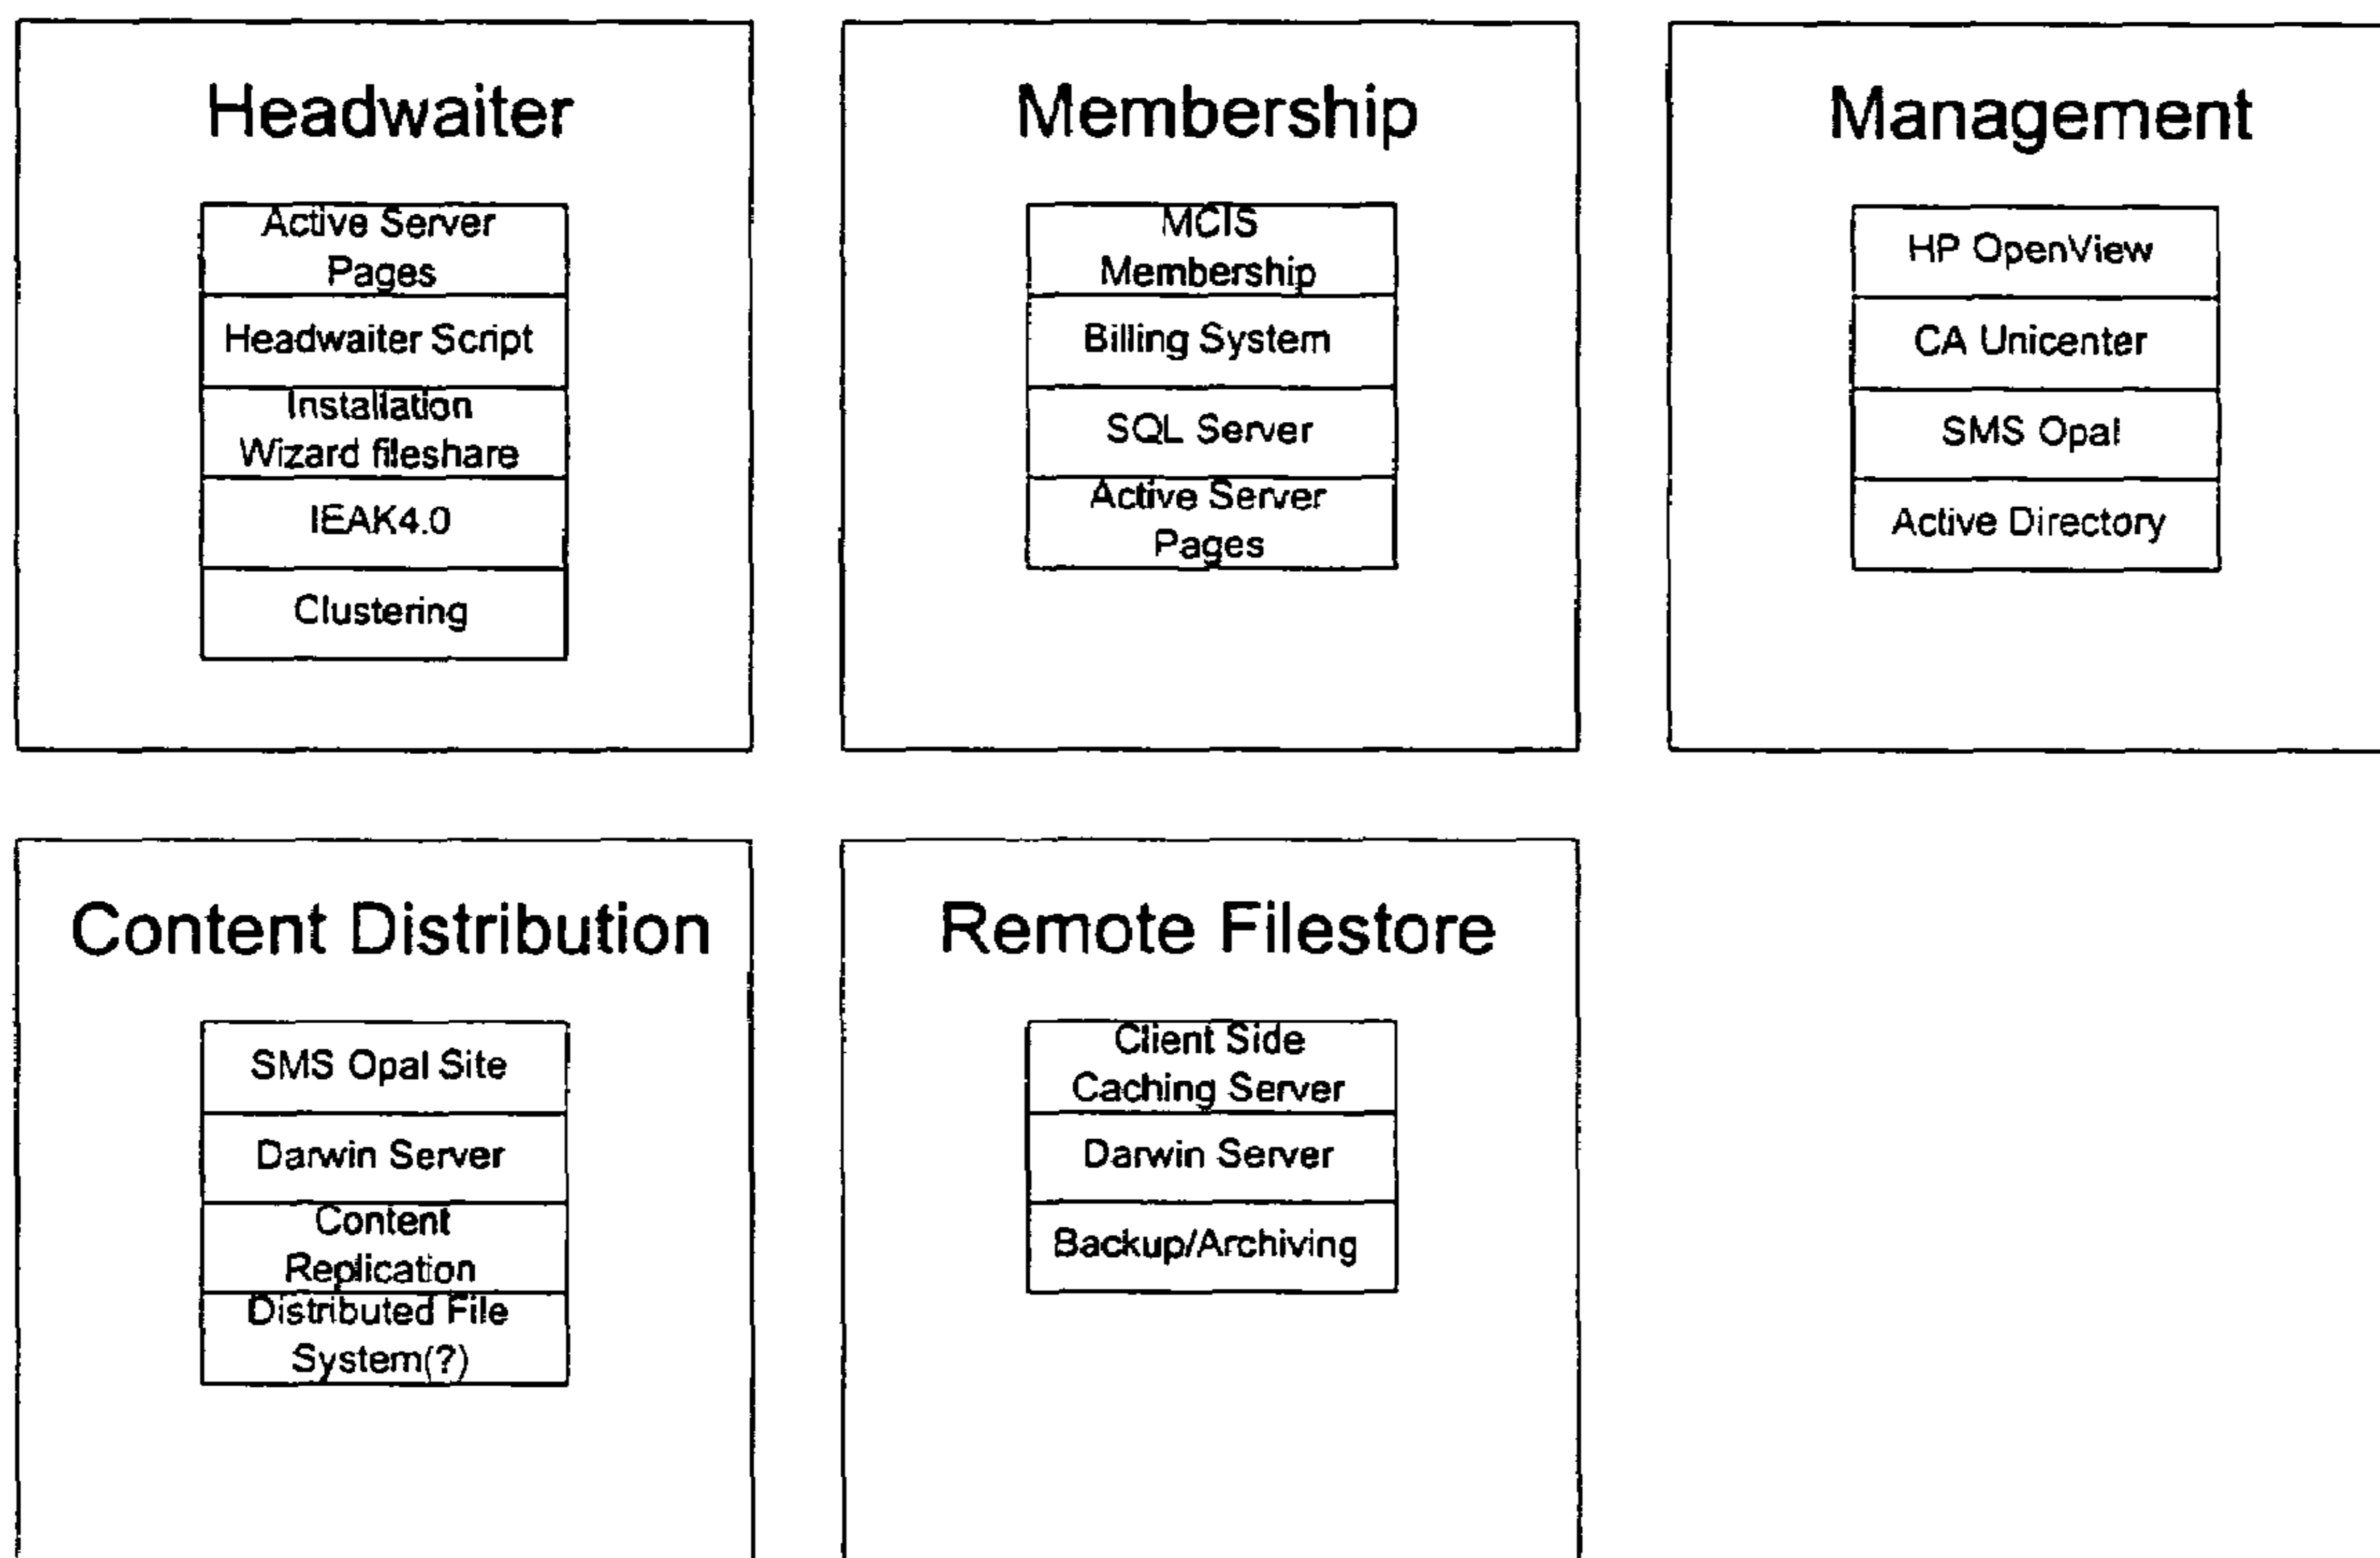 Headwaiter
Active Server
Pages
Headwaiter Script
Installation
Wizard fileshare
IEAK4.0
Clustering
Membership
MCIS
Membership
Billing System
SQL Server
Active Server
Pages
Management
HP OpenView
CA Unicenter
SMS Opal
Active Directory
Content Distribution
SMS Opal Site
Darwin Server
Content
Replication
Distributed File
System(?)
Remote Filestore
Client Side
Caching Server
Darwin Server
Backup/Archiving